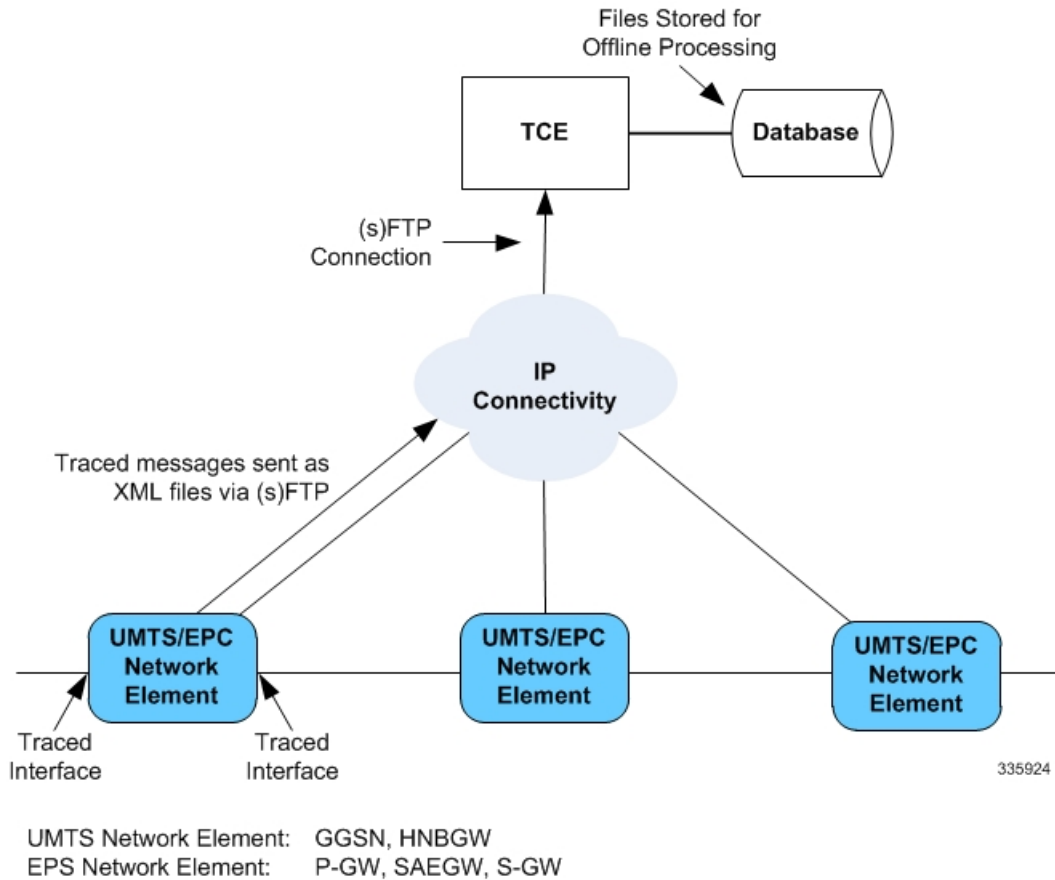 Files Stored for
Offline Processing
TCE
Database
(s)FTP
Connection
IP
Connectivity
Traced messages sent as
XML files via (s)FTP
UMTS/EPC
Network
Element
UMTS/EPC
Network
Element
UMTS/EPC
Network
Element
Traced
Interface
Traced
Interface
335924
UMTS Network Element: GGSN, HNBGW
EPS Network Element: P-GW, SAEGW, S-GW